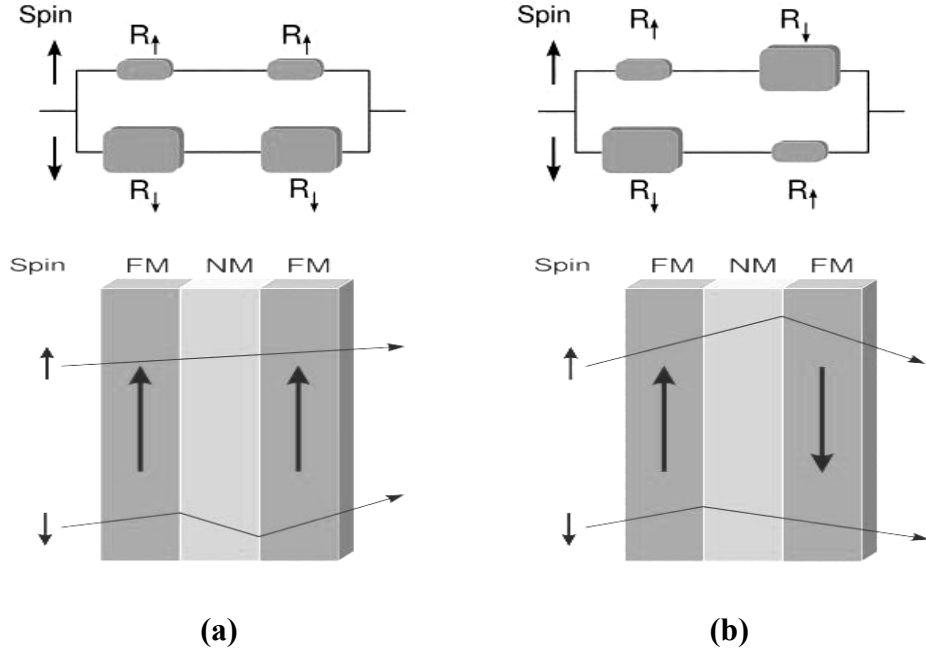 Spin R↑ R↑
R↓ R↓
Spin FM NM FM
(a)
Spin R↑ R↓
R↓ R↑
Spin FM NM FM
(b)